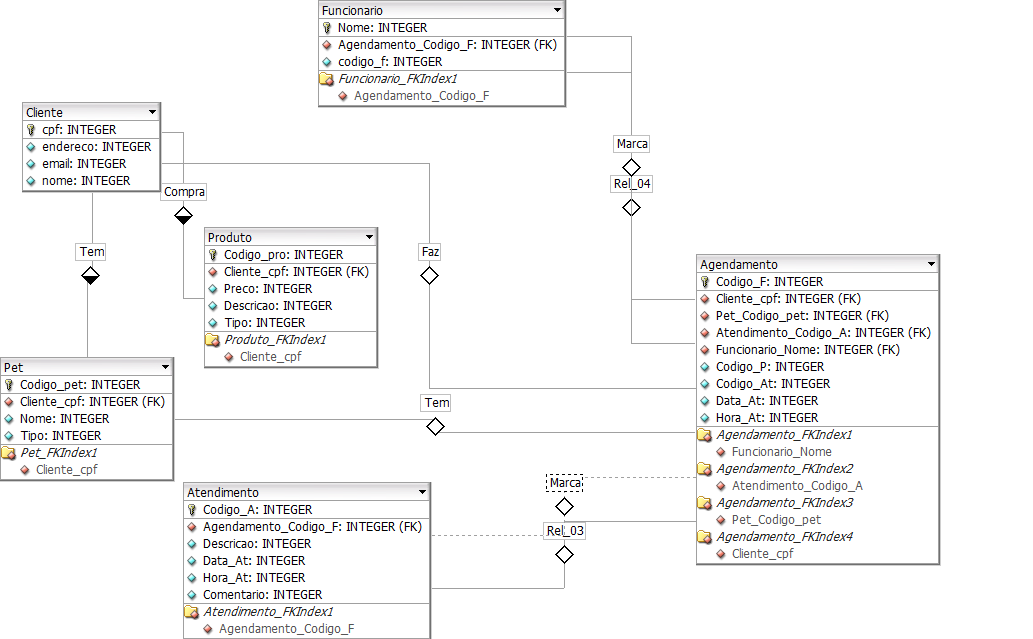 Funcionario
Nome: INTEGER
Agendamento_Codigo_F: INTEGER (FK)
codigo_f: INTEGER
Funcionario_FKIndex1
Agendamento_Codigo_F
Cliente
cpf: INTEGER
endereco: INTEGER
email: INTEGER
nome: INTEGER
Marca
Rel_04
Compra
Tem
Faz
Produto
Codigo_pro: INTEGER
Cliente_cpf: INTEGER (FK)
Preco: INTEGER
Descricao: INTEGER
Tipo: INTEGER
Produto_FKIndex1
Cliente_cpf
Agendamento
Codigo_F: INTEGER
Cliente_cpf: INTEGER (FK)
Pet_Codigo_pet: INTEGER (FK)
Atendimento_Codigo_A: INTEGER (FK)
Funcionario_Nome: INTEGER (FK)
Codigo_P: INTEGER
Codigo_At: INTEGER
Data_At: INTEGER
Hora_At: INTEGER
Agendamento_FKIndex1
Funcionario_Nome
Agendamento_FKIndex2
Atendimento_Codigo_A
Agendamento_FKIndex3
Pet_Codigo_pet
Agendamento_FKIndex4
Cliente_cpf
Pet
Codigo_pet: INTEGER
Cliente_cpf: INTEGER (FK)
Nome: INTEGER
Tipo: INTEGER
Pet_FKIndex1
Cliente_cpf
Tem
Marca
Rel_03
Atendimento
Codigo_A: INTEGER
Agendamento_Codigo_F: INTEGER (FK)
Descricao: INTEGER
Data_At: INTEGER
Hora_At: INTEGER
Comentario: INTEGER
Atendimento_FKIndex1
Agendamento_Codigo_F